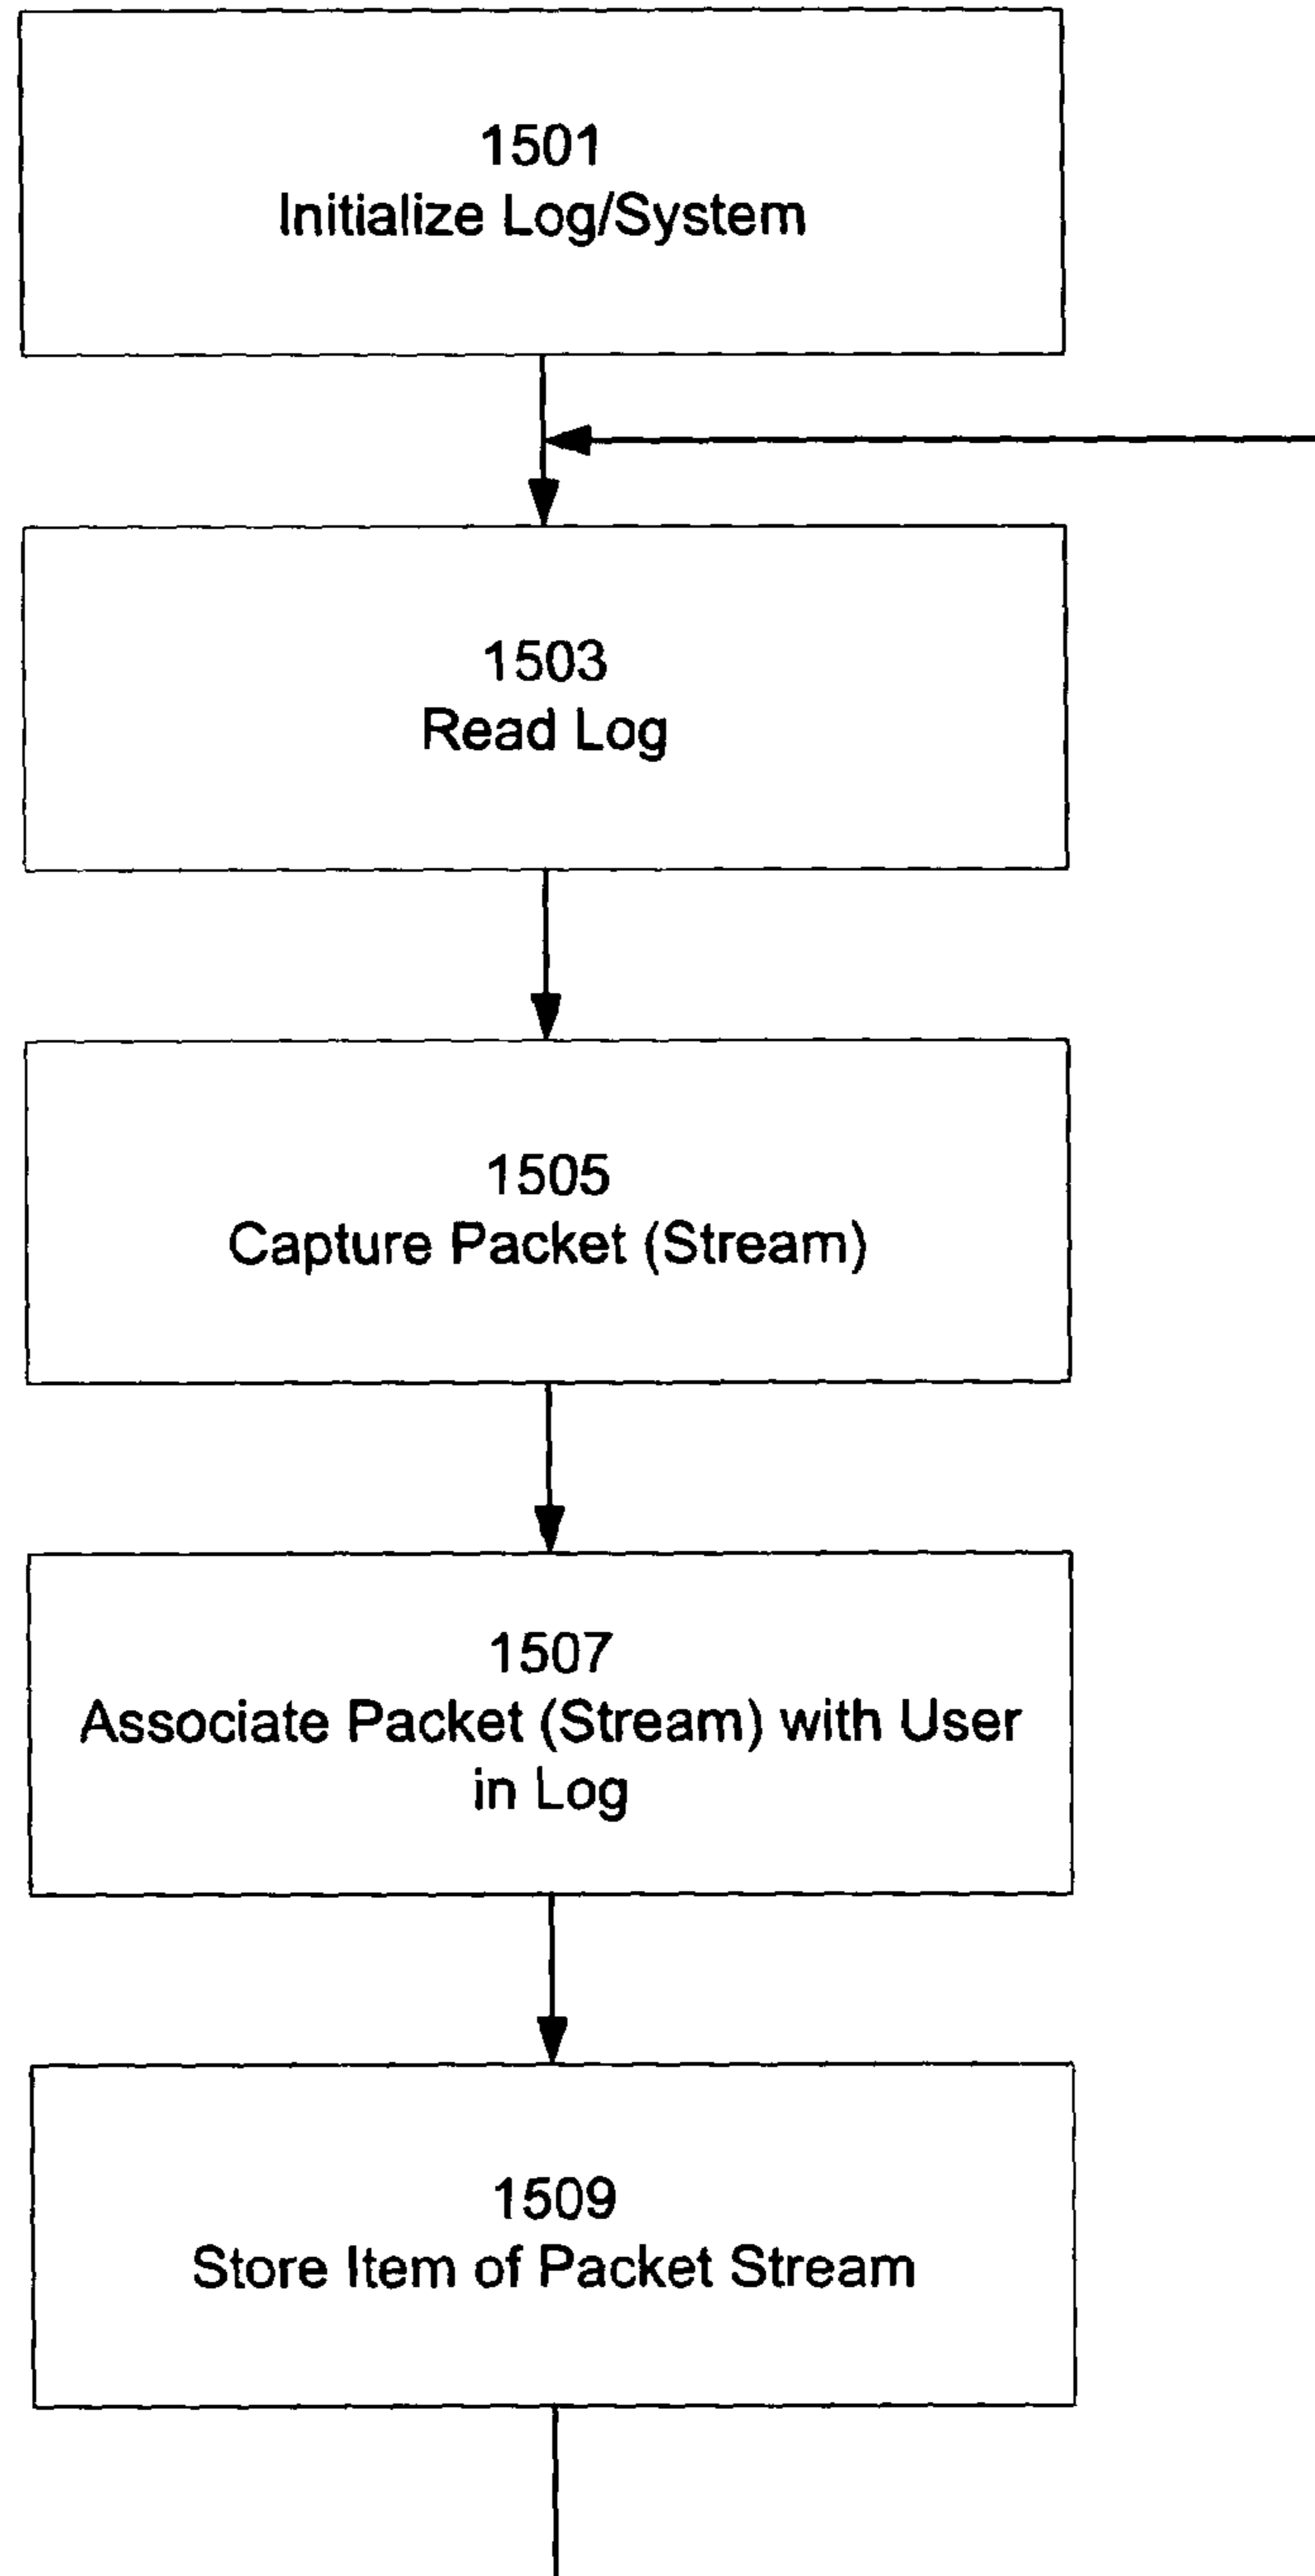 1501
Initialize Log/System
1503
Read Log
1505
Capture Packet (Stream)
1507
Associate Packet (Stream) with User
in Log
1509
Store Item of Packet Stream